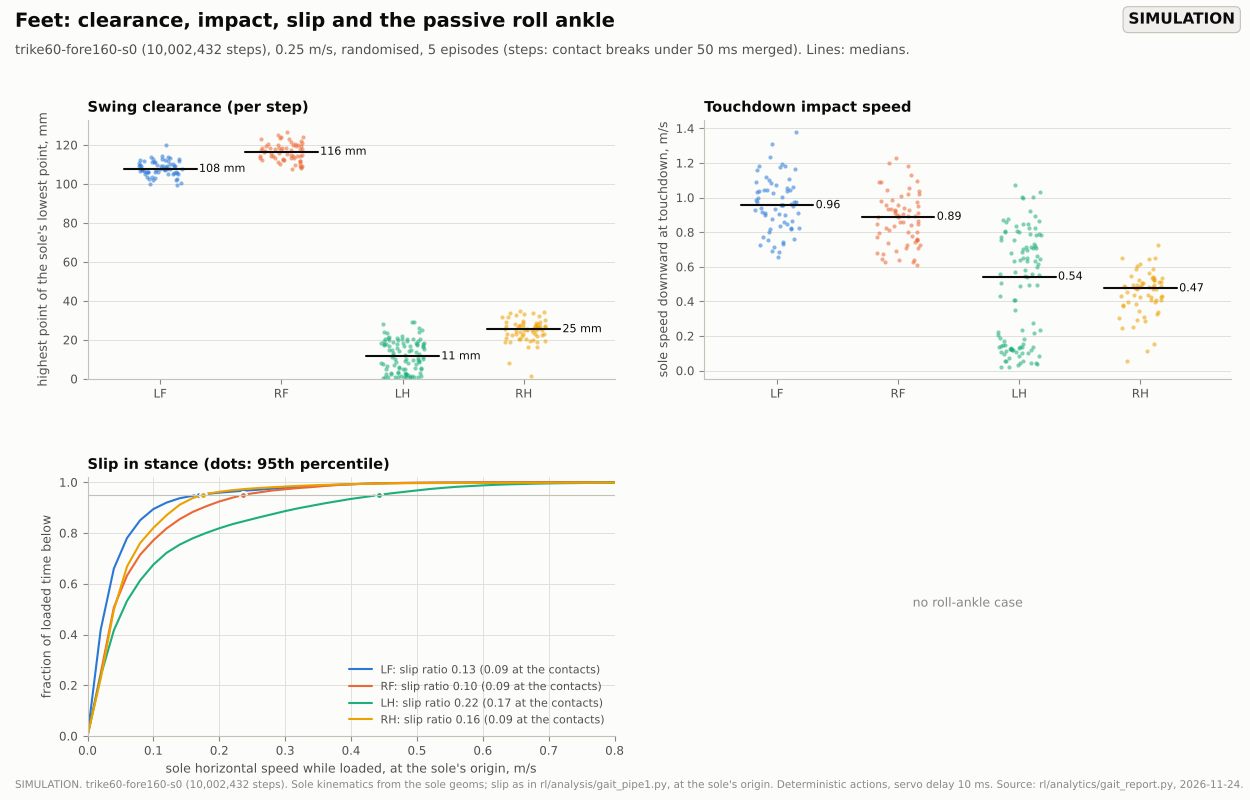 Feet: clearance, impact, slip and the passive roll ankle
SIMULATION
trike60-fore160-s0 (10,002,432 steps), 0.25 m/s, randomised, 5 episodes (steps: contact breaks under 50 ms merged). Lines: medians.
Swing clearance (per step)
highest point of the sole's lowest point, mm
120
100
80
60
40
20
0
108 mm
116 mm
11 mm
25 mm
LF
RF
LH
RH
Touchdown impact speed
sole speed downward at touchdown, m/s
1.4
1.2
1.0
0.8
0.6
0.4
0.2
0.0
0.96
0.89
0.54
0.47
LF
RF
LH
RH
Slip in stance (dots: 95th percentile)
fraction of loaded time below
1.0
0.8
0.6
0.4
0.2
0.0
LF: slip ratio 0.13 (0.09 at the contacts)
RF: slip ratio 0.10 (0.09 at the contacts)
LH: slip ratio 0.22 (0.17 at the contacts)
RH: slip ratio 0.16 (0.09 at the contacts)
0.0
0.1
0.2
0.3
0.4
0.5
0.6
0.7
0.8
sole horizontal speed while loaded, at the sole's origin, m/s
no roll-ankle case
SIMULATION. trike60-fore160-s0 (10,002,432 steps). Sole kinematics from the sole geoms; slip as in rl/analysis/gait_pipe1.py, at the sole's origin. Deterministic actions, servo delay 10 ms. Source: rl/analytics/gait_report.py, 2026-11-24.